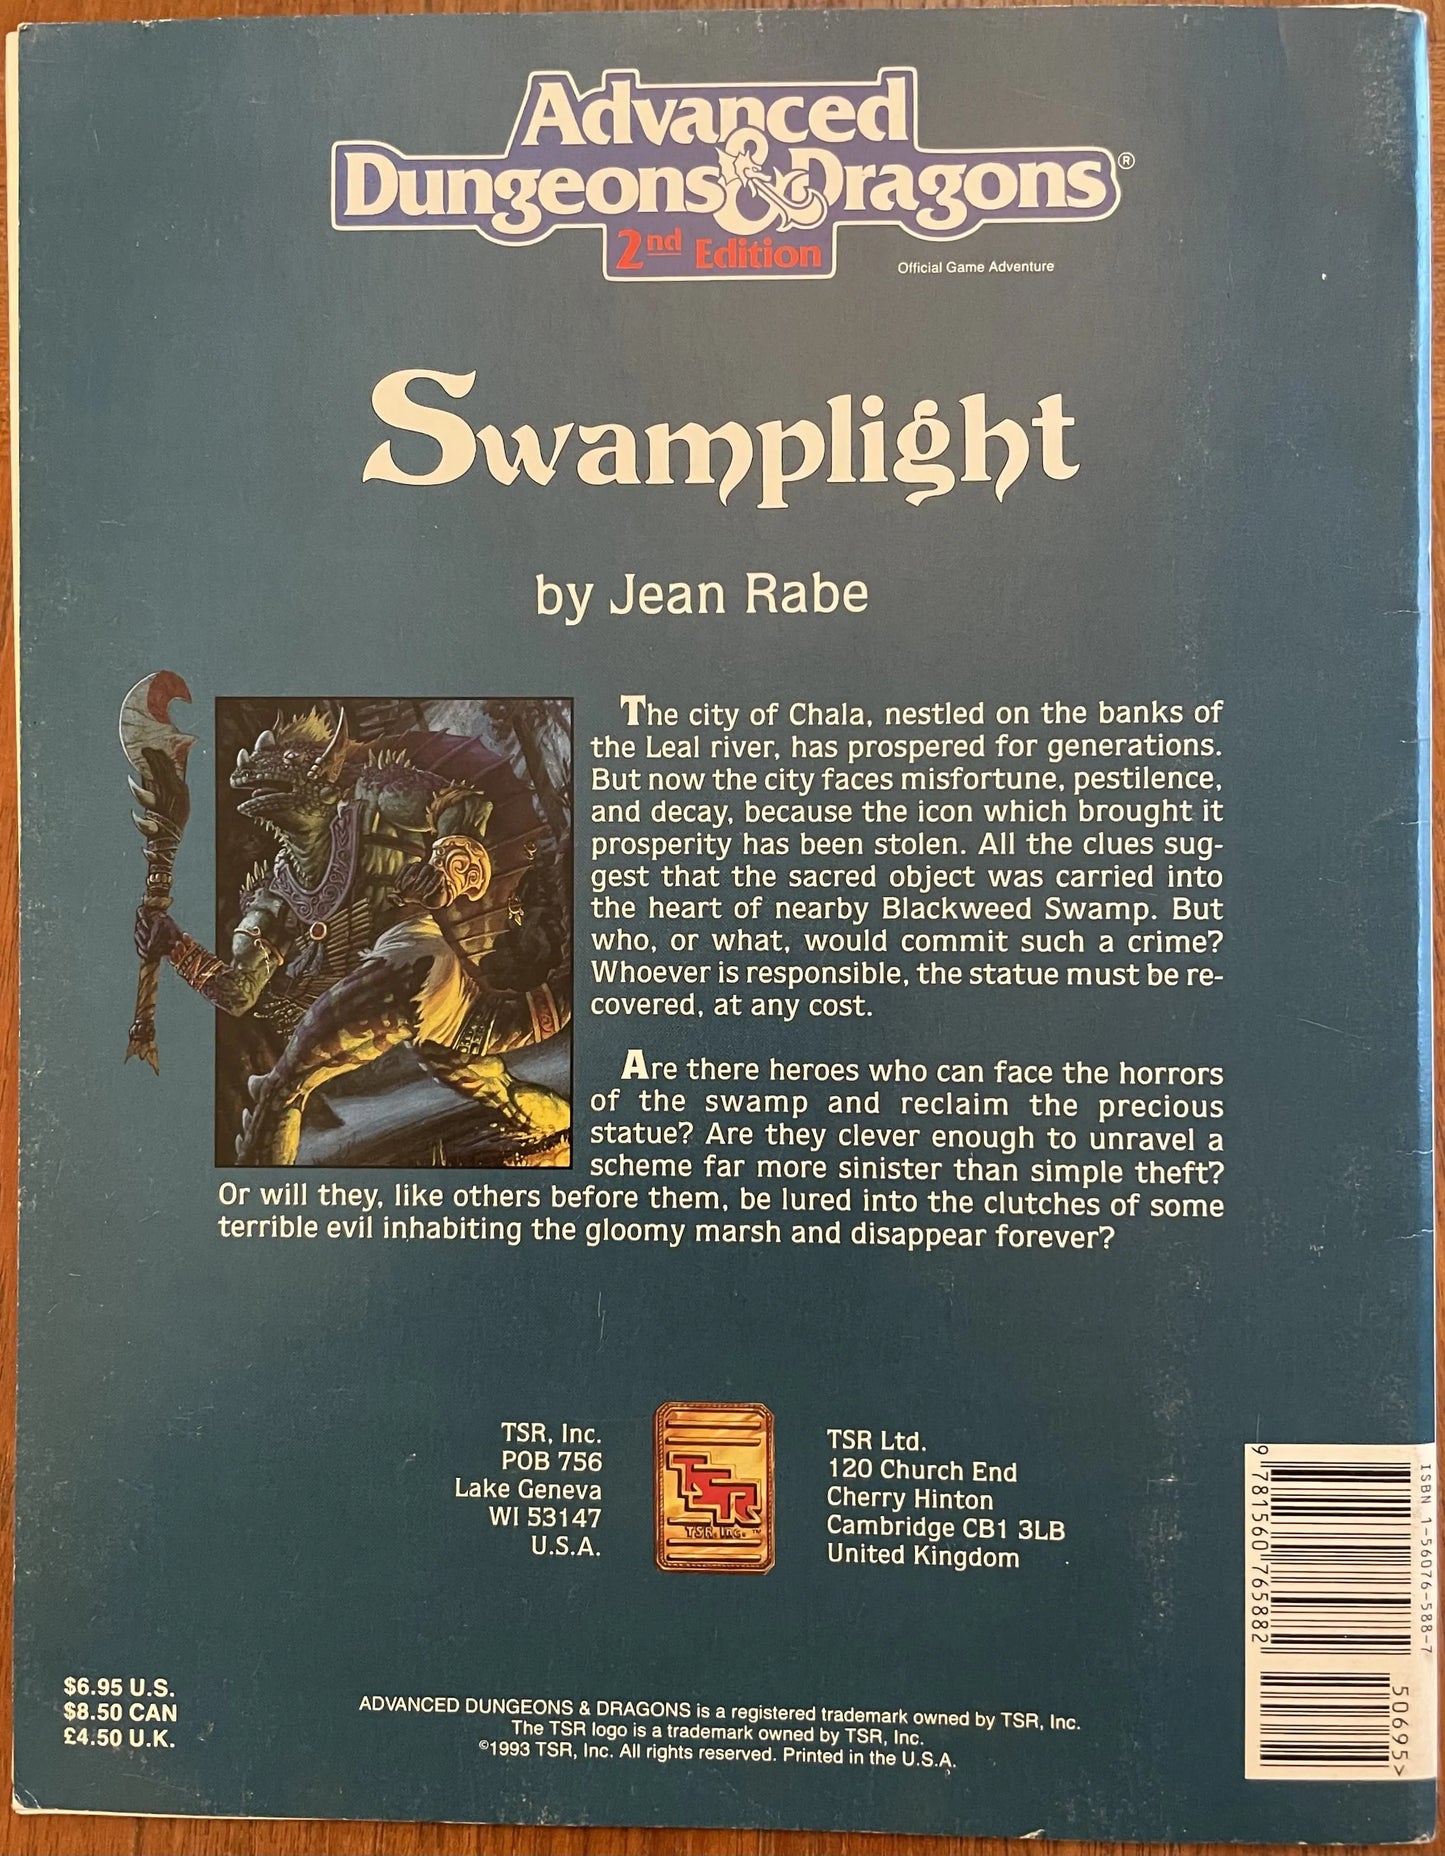 Advanced
Dungeons & Dragons®
2nd Edition
Official Game Adventure
Swamplight
by Jean Rabe
The city of Chala, nestled on the banks of
the Leal river, has prospered for generations.
But now the city faces misfortune, pestilence,
and decay, because the icon which brought it
prosperity has been stolen. All the clues sug-
gest that the sacred object was carried into
the heart of nearby Blackweed Swamp. But
who, or what, would commit such a crime?
Whoever is responsible, the statue must be re-
covered, at any cost.
Are there heroes who can face the horrors
of the swamp and reclaim the precious
statue? Are they clever enough to unravel a
scheme far more sinister than simple theft?
Or will they, like others before them, be lured into the clutches of some
terrible evil inhabiting the gloomy marsh and disappear forever?
TSR, Inc.
POB 756
Lake Geneva
WI 53147
U.S.A.
TSR
TSR, Inc.™
TSR Ltd.
120 Church End
Cherry Hinton
Cambridge CB1 3LB
United Kingdom
ISBN 1-56076-588-7
9 781560 765882
50695>
$6.95 U.S.
$8.50 CAN
£4.50 U.K.
ADVANCED DUNGEONS & DRAGONS is a registered trademark owned by TSR, Inc.
The TSR logo is a trademark owned by TSR, Inc.
©1993 TSR, Inc. All rights reserved. Printed in the U.S.A.